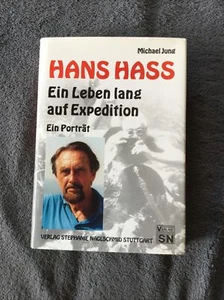 Michael Jung
HANS HASS
Ein Leben lang
auf Expedition
Ein Porträt
VERLAG STEPHANIE NAGLSCHMID STUTTGART
SN